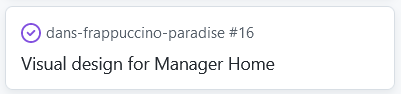 dans-frappuccino-paradise #16
Visual design for Manager Home